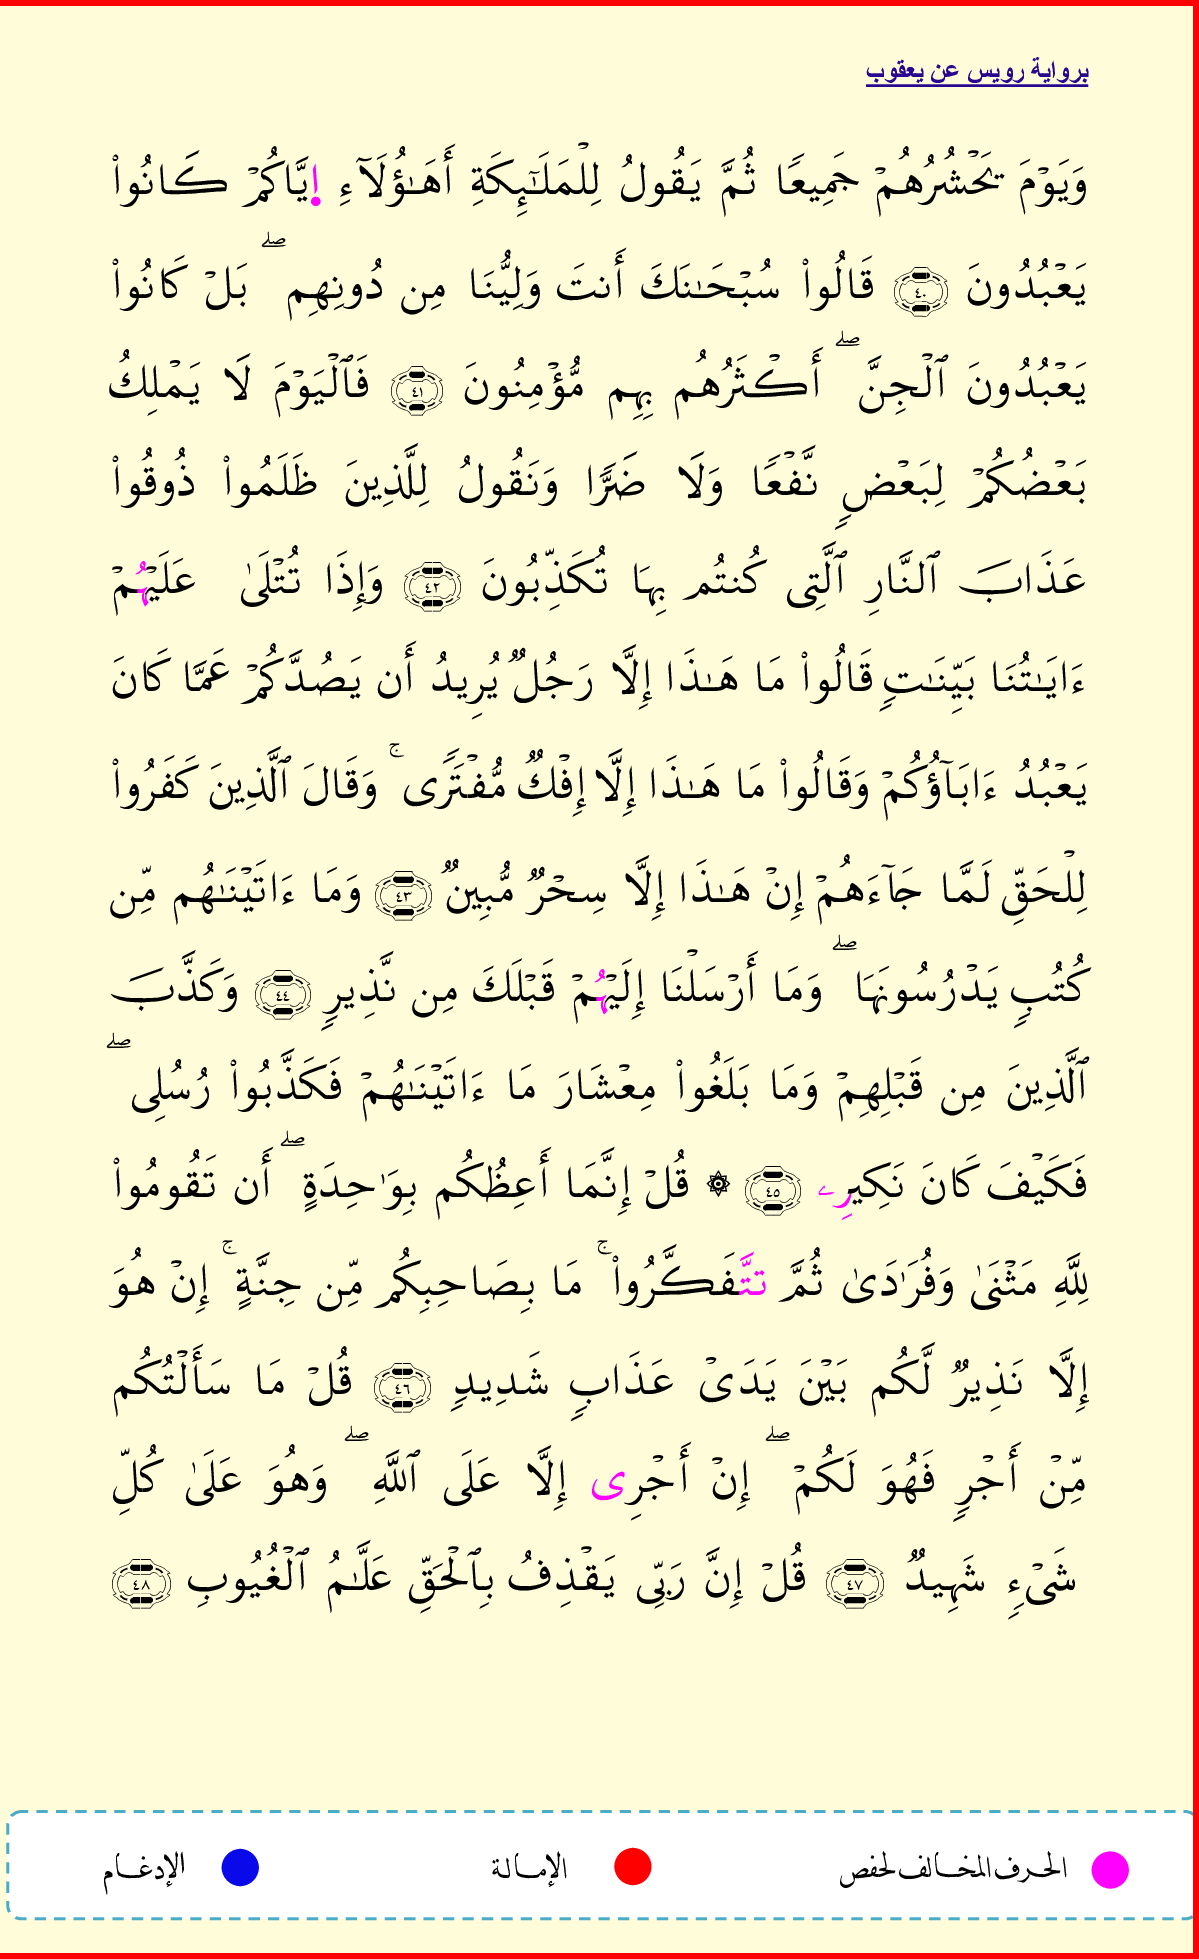 برواية رويس عن يعقوب
وَيَوْمَ يَحْشُرُهُمْ جَمِيعًا ثُمَّ يَقُولُ لِلْمَلَـٰٓئِكَةِ أَهَـٰٓؤُلَآءِ اِيَّاكُمْ كَانُوا۟
يَعْبُدُونَ ٤٠ قَالُوا۟ سُبْحَـٰنَكَ أَنتَ وَلِيُّنَا مِن دُونِهِم ۖ بَلْ كَانُوا۟
يَعْبُدُونَ ٱلْجِنَّ ۖ أَكْثَرُهُم بِهِم مُّؤْمِنُونَ ٤١ فَٱلْيَوْمَ لَا يَمْلِكُ
بَعْضُكُمْ لِبَعْضٍ نَّفْعًا وَلَا ضَرًّا وَنَقُولُ لِلَّذِينَ ظَلَمُوا۟ ذُوقُوا۟
عَذَابَ ٱلنَّارِ ٱلَّتِى كُنتُم بِهَا تُكَذِّبُونَ ٤٢ وَإِذَا تُتْلَىٰ عَلَيْهُمْ
ءَايَـٰتُنَا بَيِّنَـٰتٍ قَالُوا۟ مَا هَـٰذَا إِلَّا رَجُلٌ يُرِيدُ أَن يَصُدَّكُمْ عَمَّا كَانَ
يَعْبُدُ ءَابَآؤُكُمْ وَقَالُوا۟ مَا هَـٰذَا إِلَّا إِفْكٌ مُّفْتَرًى ۚ وَقَالَ ٱلَّذِينَ كَفَرُوا۟
لِلْحَقِّ لَمَّا جَآءَهُمْ إِنْ هَـٰذَا إِلَّا سِحْرٌ مُّبِينٌ ٤٣ وَمَا ءَاتَيْنَـٰهُم مِّن
كُتُبٍ يَدْرُسُونَهَا ۖ وَمَا أَرْسَلْنَا إِلَيْهُمْ قَبْلَكَ مِن نَّذِيرٍ ٤٤ وَكَذَّبَ
ٱلَّذِينَ مِن قَبْلِهِمْ وَمَا بَلَغُوا۟ مِعْشَارَ مَا ءَاتَيْنَـٰهُمْ فَكَذَّبُوا۟ رُسُلِى ۖ
فَكَيْفَ كَانَ نَكِيرِۦ ٤٥ ۞ قُلْ إِنَّمَا أَعِظُكُم بِوَٰحِدَةٍ ۖ أَن تَقُومُوا۟
لِلَّهِ مَثْنَىٰ وَفُرَٰدَىٰ ثُمَّ تتَّفَكَّرُوا۟ ۚ مَا بِصَاحِبِكُم مِّن جِنَّةٍ ۚ إِنْ هُوَ
إِلَّا نَذِيرٌ لَّكُم بَيْنَ يَدَىْ عَذَابٍ شَدِيدٍ ٤٦ قُلْ مَا سَأَلْتُكُم
مِّنْ أَجْرٍ فَهُوَ لَكُمْ ۖ إِنْ أَجْرِى إِلَّا عَلَى ٱللَّهِ ۖ وَهُوَ عَلَىٰ كُلِّ
شَىْءٍ شَهِيدٌ ٤٧ قُلْ إِنَّ رَبِّى يَقْذِفُ بِٱلْحَقِّ عَلَّـٰمُ ٱلْغُيُوبِ ٤٨
الحرف المخالف لحفص الإمالة الإدغام